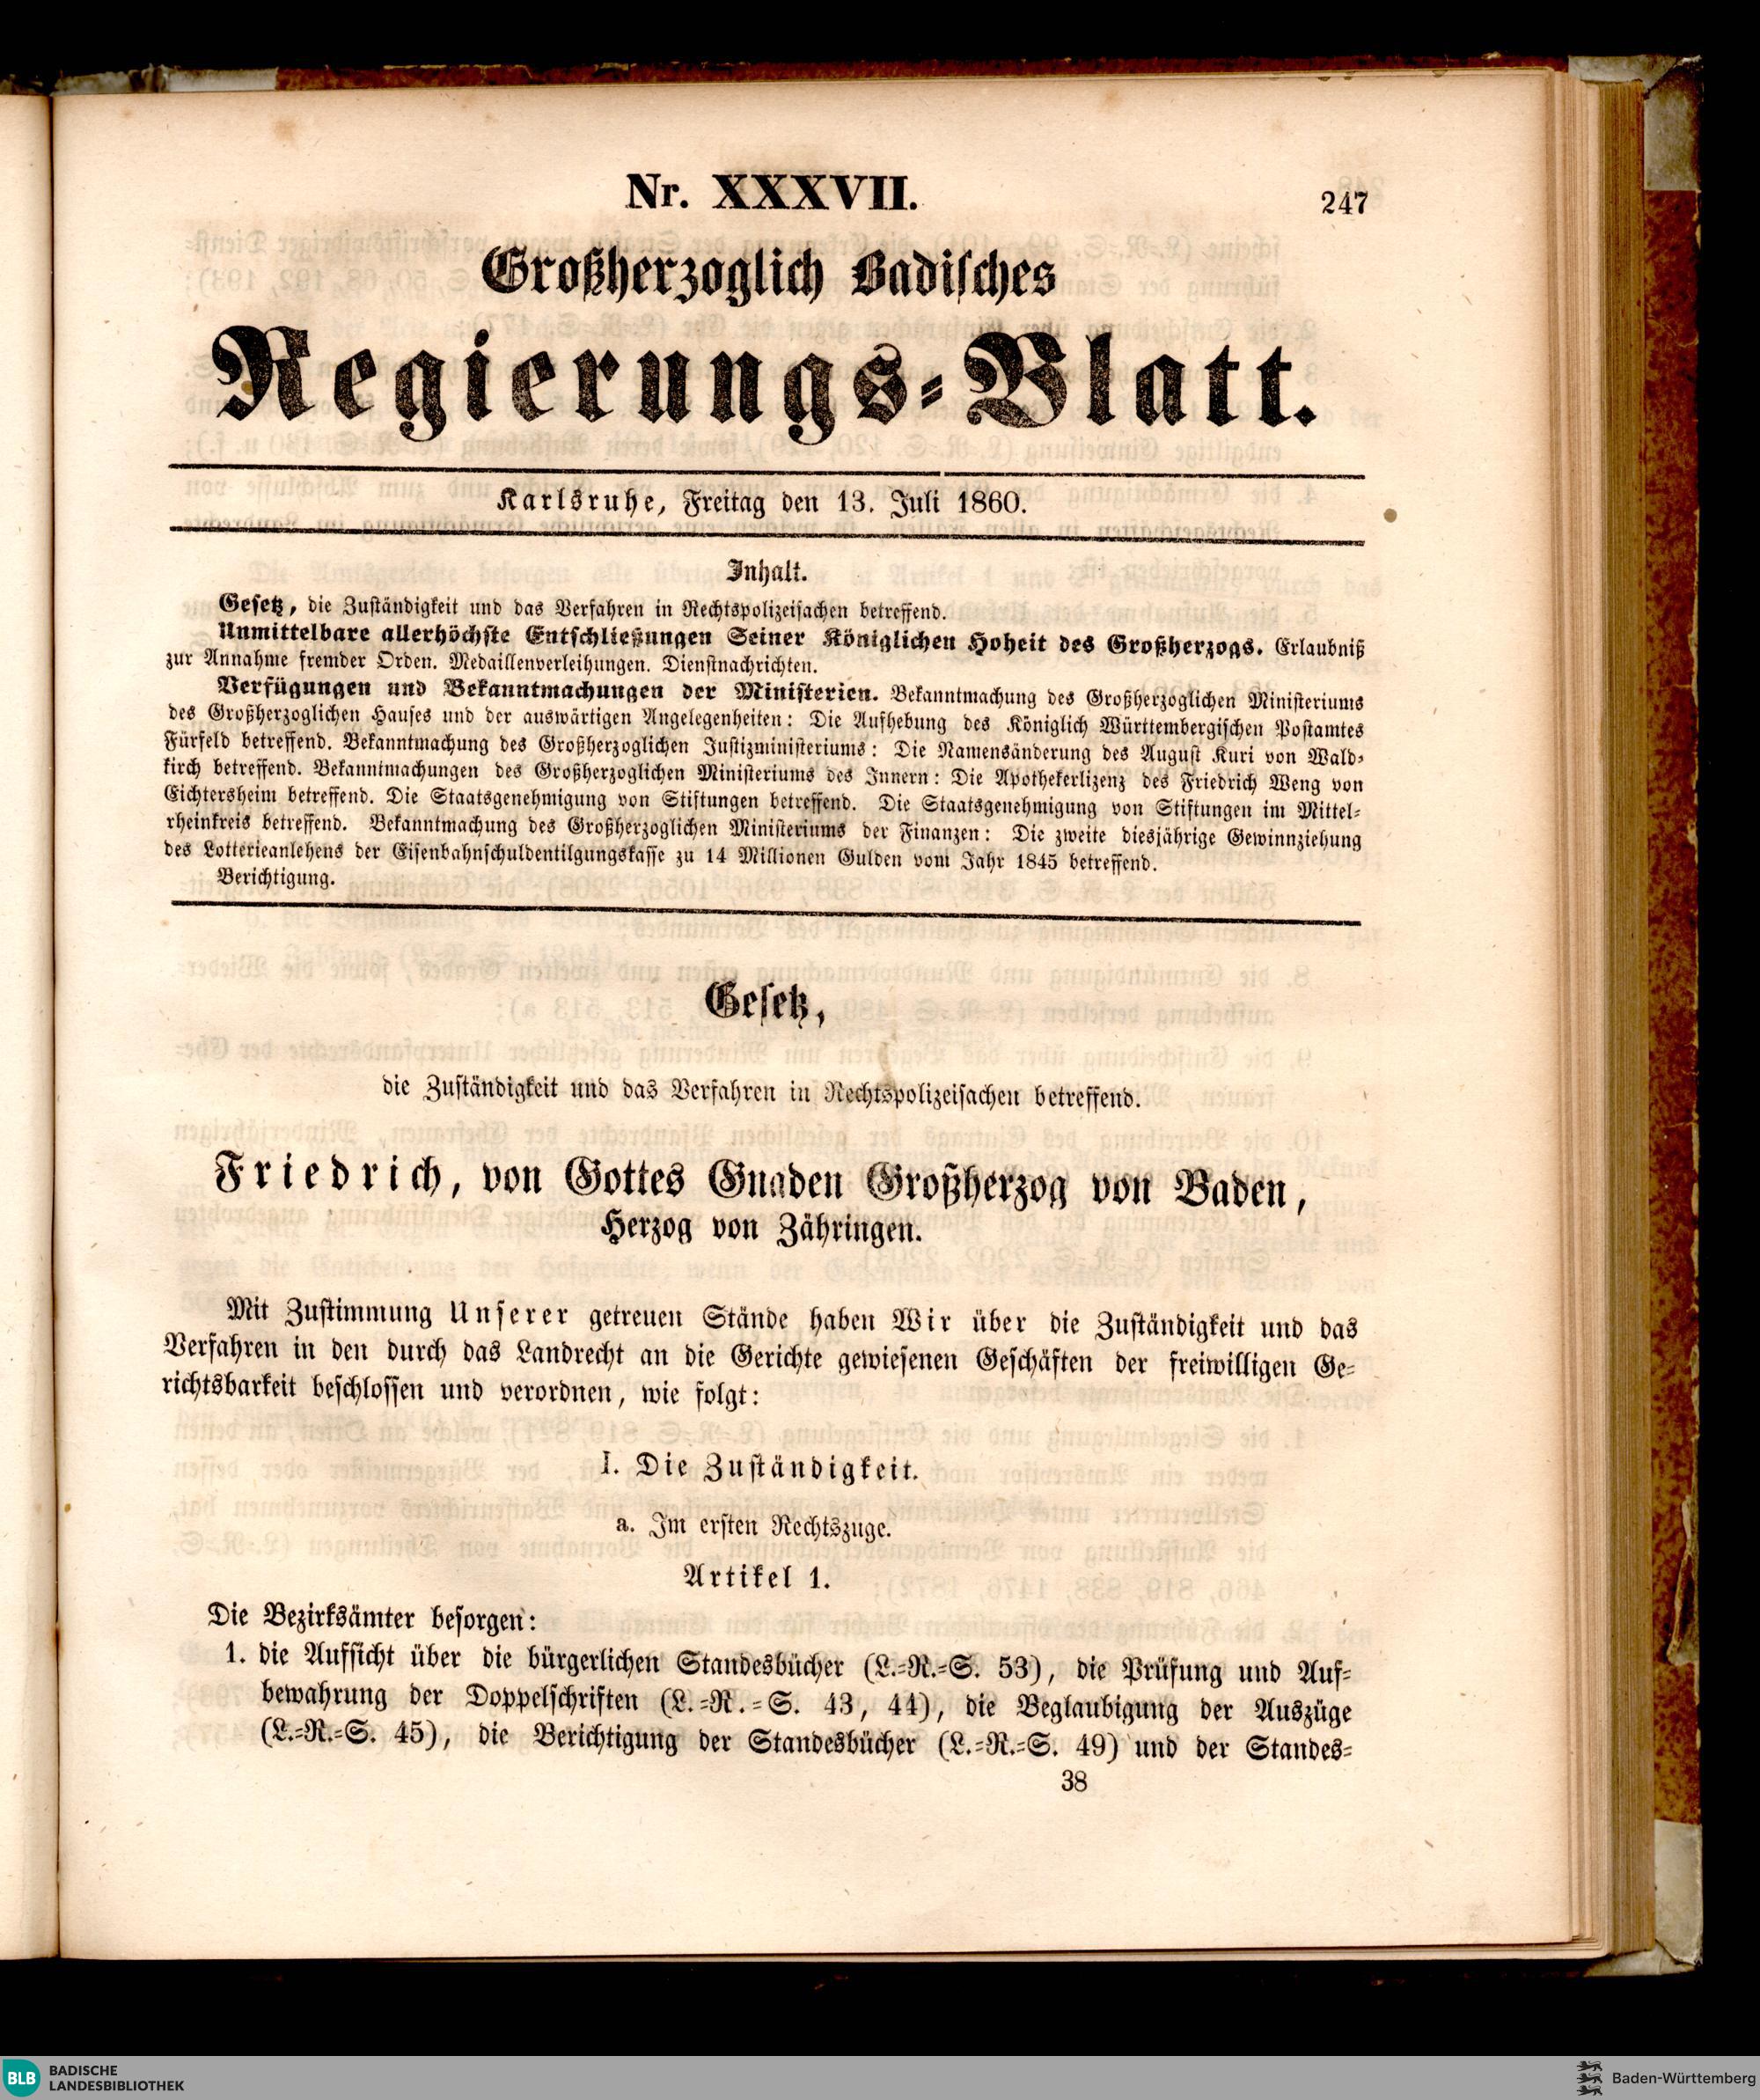 Nr. XXXVII.
247
Großherzoglich Badisches
Regierungs-Blatt.
Karlsruhe, Freitag den 13. Juli 1860.
Inhalt.
Gesetz, die Zuständigkeit und das Verfahren in Rechtspolizeisachen betreffend.
Unmittelbare allerhöchste Entschließungen Seiner Königlichen Hoheit des Großherzogs. Erlaubniß
zur Annahme fremder Orden. Medaillenverleihungen. Dienstnachrichten.
Verfügungen und Bekanntmachungen der Ministerien. Bekanntmachung des Großherzoglichen Ministeriums
des Großherzoglichen Hauses und der auswärtigen Angelegenheiten: Die Aufhebung des Königlich Württembergischen Postamtes
Fürfeld betreffend. Bekanntmachung des Großherzoglichen Justizministeriums: Die Namensänderung des August Kuri von Wald-
kirch betreffend. Bekanntmachungen des Großherzoglichen Ministeriums des Innern: Die Apothekerlizenz des Friedrich Weng von
Eichtersheim betreffend. Die Staatsgenehmigung von Stiftungen betreffend. Die Staatsgenehmigung von Stiftungen im Mittel-
rheinkreis betreffend. Bekanntmachung des Großherzoglichen Ministeriums der Finanzen: Die zweite diesjährige Gewinnziehung
des Lotterieanlehens der Eisenbahnschuldentilgungskasse zu 14 Millionen Gulden vom Jahr 1845 betreffend.
Berichtigung.
Gesetz,
die Zuständigkeit und das Verfahren in Rechtspolizeisachen betreffend.
Friedrich, von Gottes Gnaden Großherzog von Baden,
Herzog von Zähringen.
Mit Zustimmung Unserer getreuen Stände haben Wir über die Zuständigkeit und das
Verfahren in den durch das Landrecht an die Gerichte gewiesenen Geschäften der freiwilligen Ge-
richtsbarkeit beschlossen und verordnen, wie folgt:
I. Die Zuständigkeit.
a. Im ersten Rechtszuge.
Artikel 1.
Die Bezirksämter besorgen:
1. die Aufsicht über die bürgerlichen Standesbücher (L.-R.-S. 53), die Prüfung und Auf-
bewahrung der Doppelschriften (L.-R.-S. 43, 44), die Beglaubigung der Auszüge
(L.-R.-S. 45), die Berichtigung der Standesbücher (L.-R.-S. 49) und der Standes-
38
BLB BADISCHE
LANDESBIBLIOTHEK
Baden-Württemberg